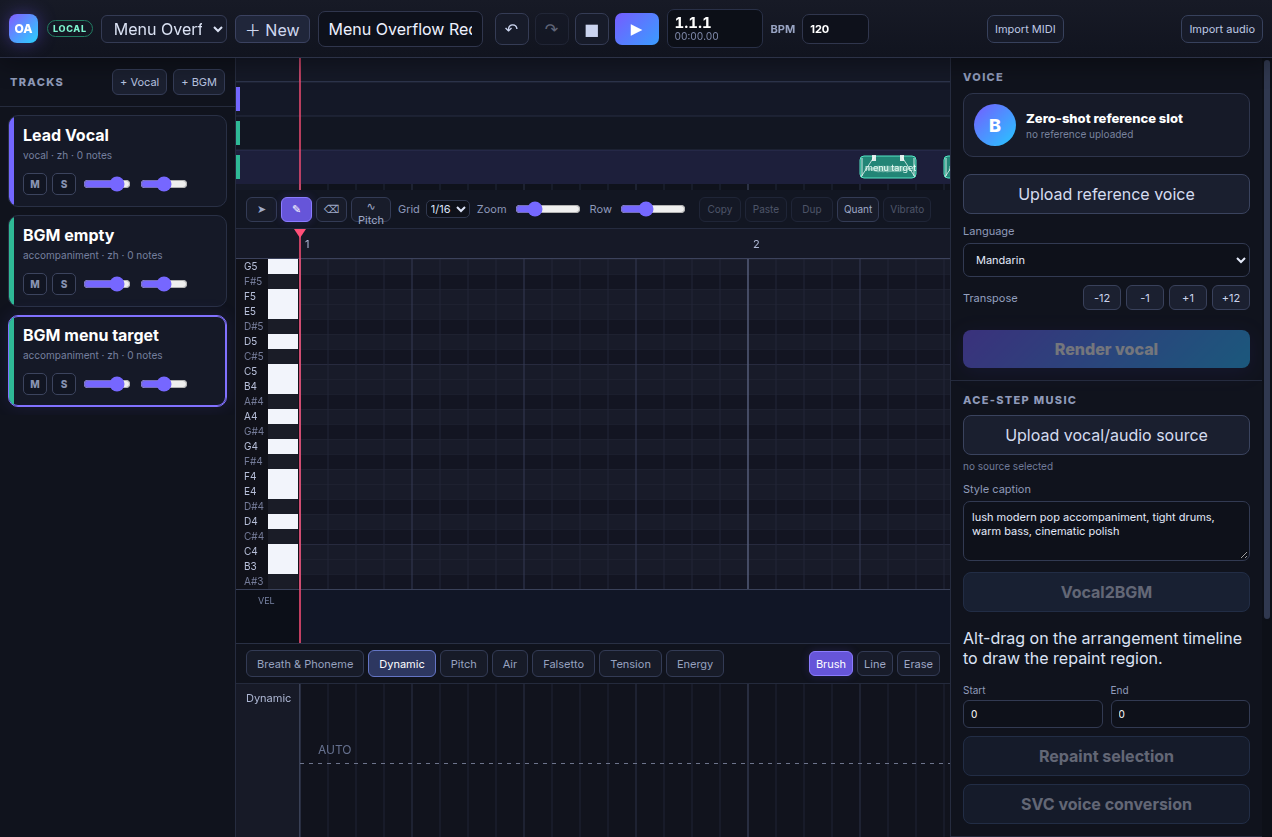 OA
LOCAL
Menu Overf
+ New
Menu Overflow Rec
1.1.1
00:00.00
BPM
120
Import MIDI
Import audio
TRACKS
+ Vocal
+ BGM
Lead Vocal
vocal · zh · 0 notes
M
S
BGM empty
accompaniment · zh · 0 notes
M
S
BGM menu target
accompaniment · zh · 0 notes
M
S
menu target
Pitch
Grid
1/16
Zoom
Row
Copy
Paste
Dup
Quant
Vibrato
1
2
G5
F#5
F5
E5
D#5
D5
C#5
C5
B4
A#4
A4
G#4
G4
F#4
F4
E4
D#4
D4
C#4
C4
B3
A#3
VEL
Breath & Phoneme
Dynamic
Pitch
Air
Falsetto
Tension
Energy
Brush
Line
Erase
Dynamic
AUTO
VOICE
B
Zero-shot reference slot
no reference uploaded
Upload reference voice
Language
Mandarin
Transpose
-12
-1
+1
+12
Render vocal
ACE-STEP MUSIC
Upload vocal/audio source
no source selected
Style caption
lush modern pop accompaniment, tight drums,
warm bass, cinematic polish
Vocal2BGM
Alt-drag on the arrangement timeline
to draw the repaint region.
Start
End
0
0
Repaint selection
SVC voice conversion